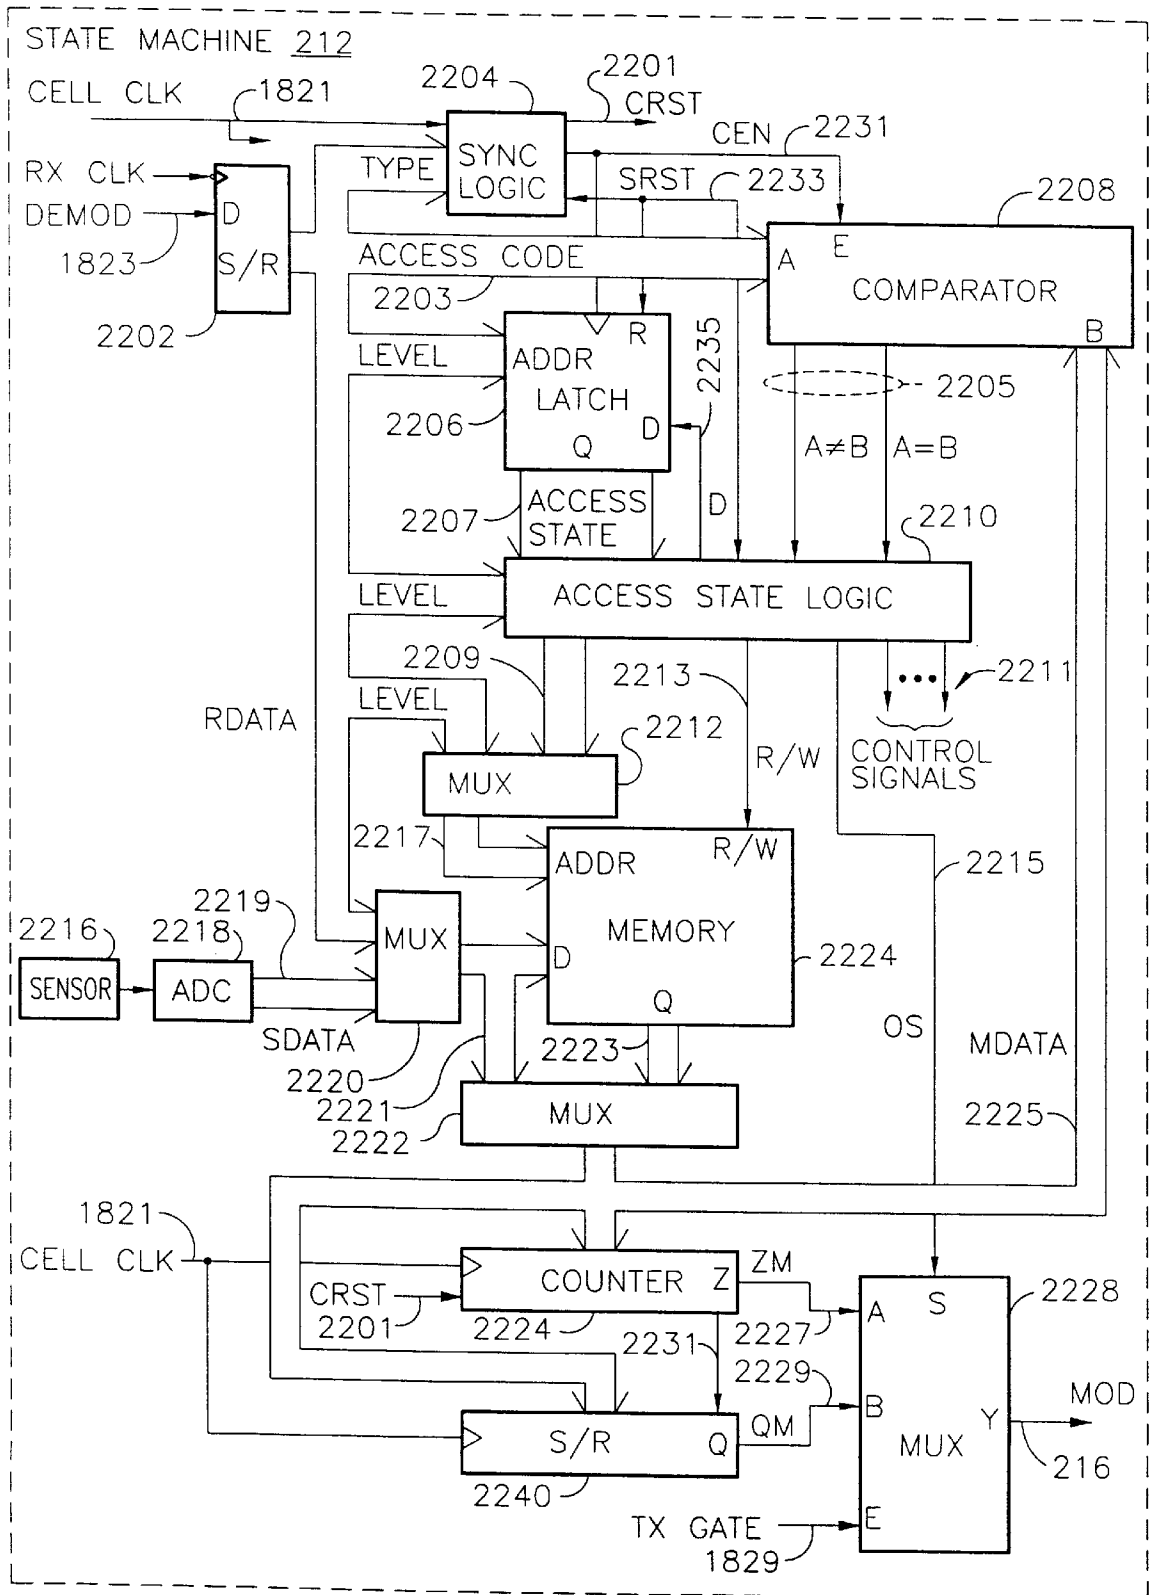 STATE MACHINE 212
CELL CLK
1821
2204
2201
CRST
CEN
2231
RX CLK
DEMOD
1823
D
S/R
2202
TYPE
SYNC
LOGIC
SRST
2233
2208
A
E
COMPARATOR
B
ACCESS CODE
2203
LEVEL
ADDR
R
LATCH
D
Q
2206
2235
2205
A≠B
A=B
2207
ACCESS
STATE
D
2210
ACCESS STATE LOGIC
LEVEL
2209
2213
2211
LEVEL
RDATA
2212
MUX
R/W
CONTROL
SIGNALS
2217
ADDR
R/W
2215
2219
2216
2218
MUX
MEMORY
D
Q
2224
SENSOR
ADC
SDATA
2220
2223
OS
MDATA
2221
2222
MUX
2225
1821
CELL CLK
CRST
2201
COUNTER
Z
ZM
2224
2231
2227
2229
S
A
2228
B
MUX
Y
MOD
216
S/R
Q
QM
2240
TX GATE
1829
E